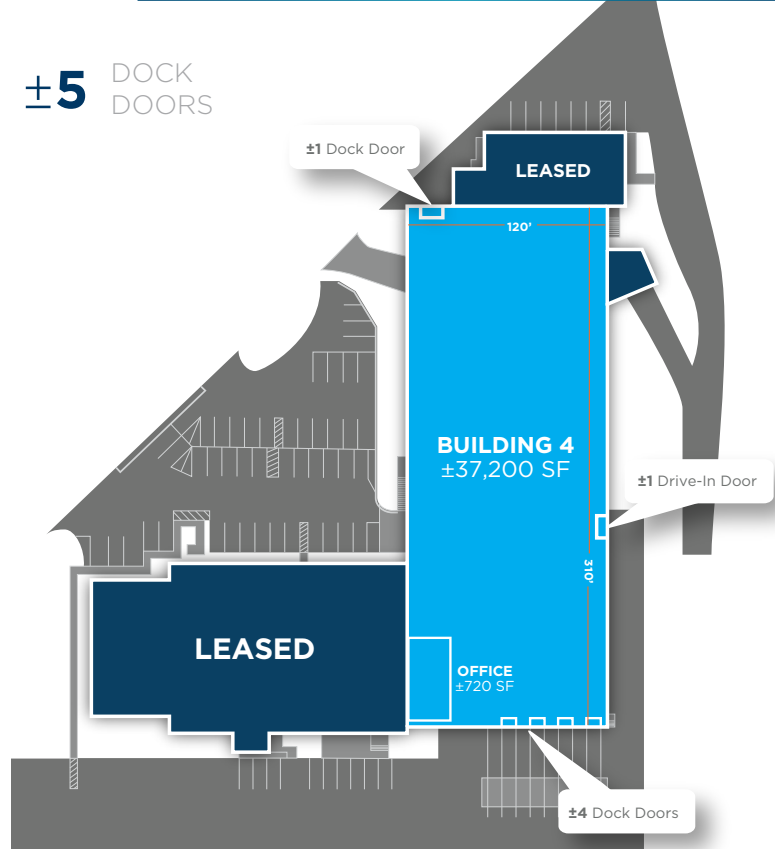 ±5 DOCK
DOORS
±1 Dock Door
LEASED
120'
BUILDING 4
±37,200 SF
±1 Drive-In Door
310'
LEASED
OFFICE
±720 SF
±4 Dock Doors